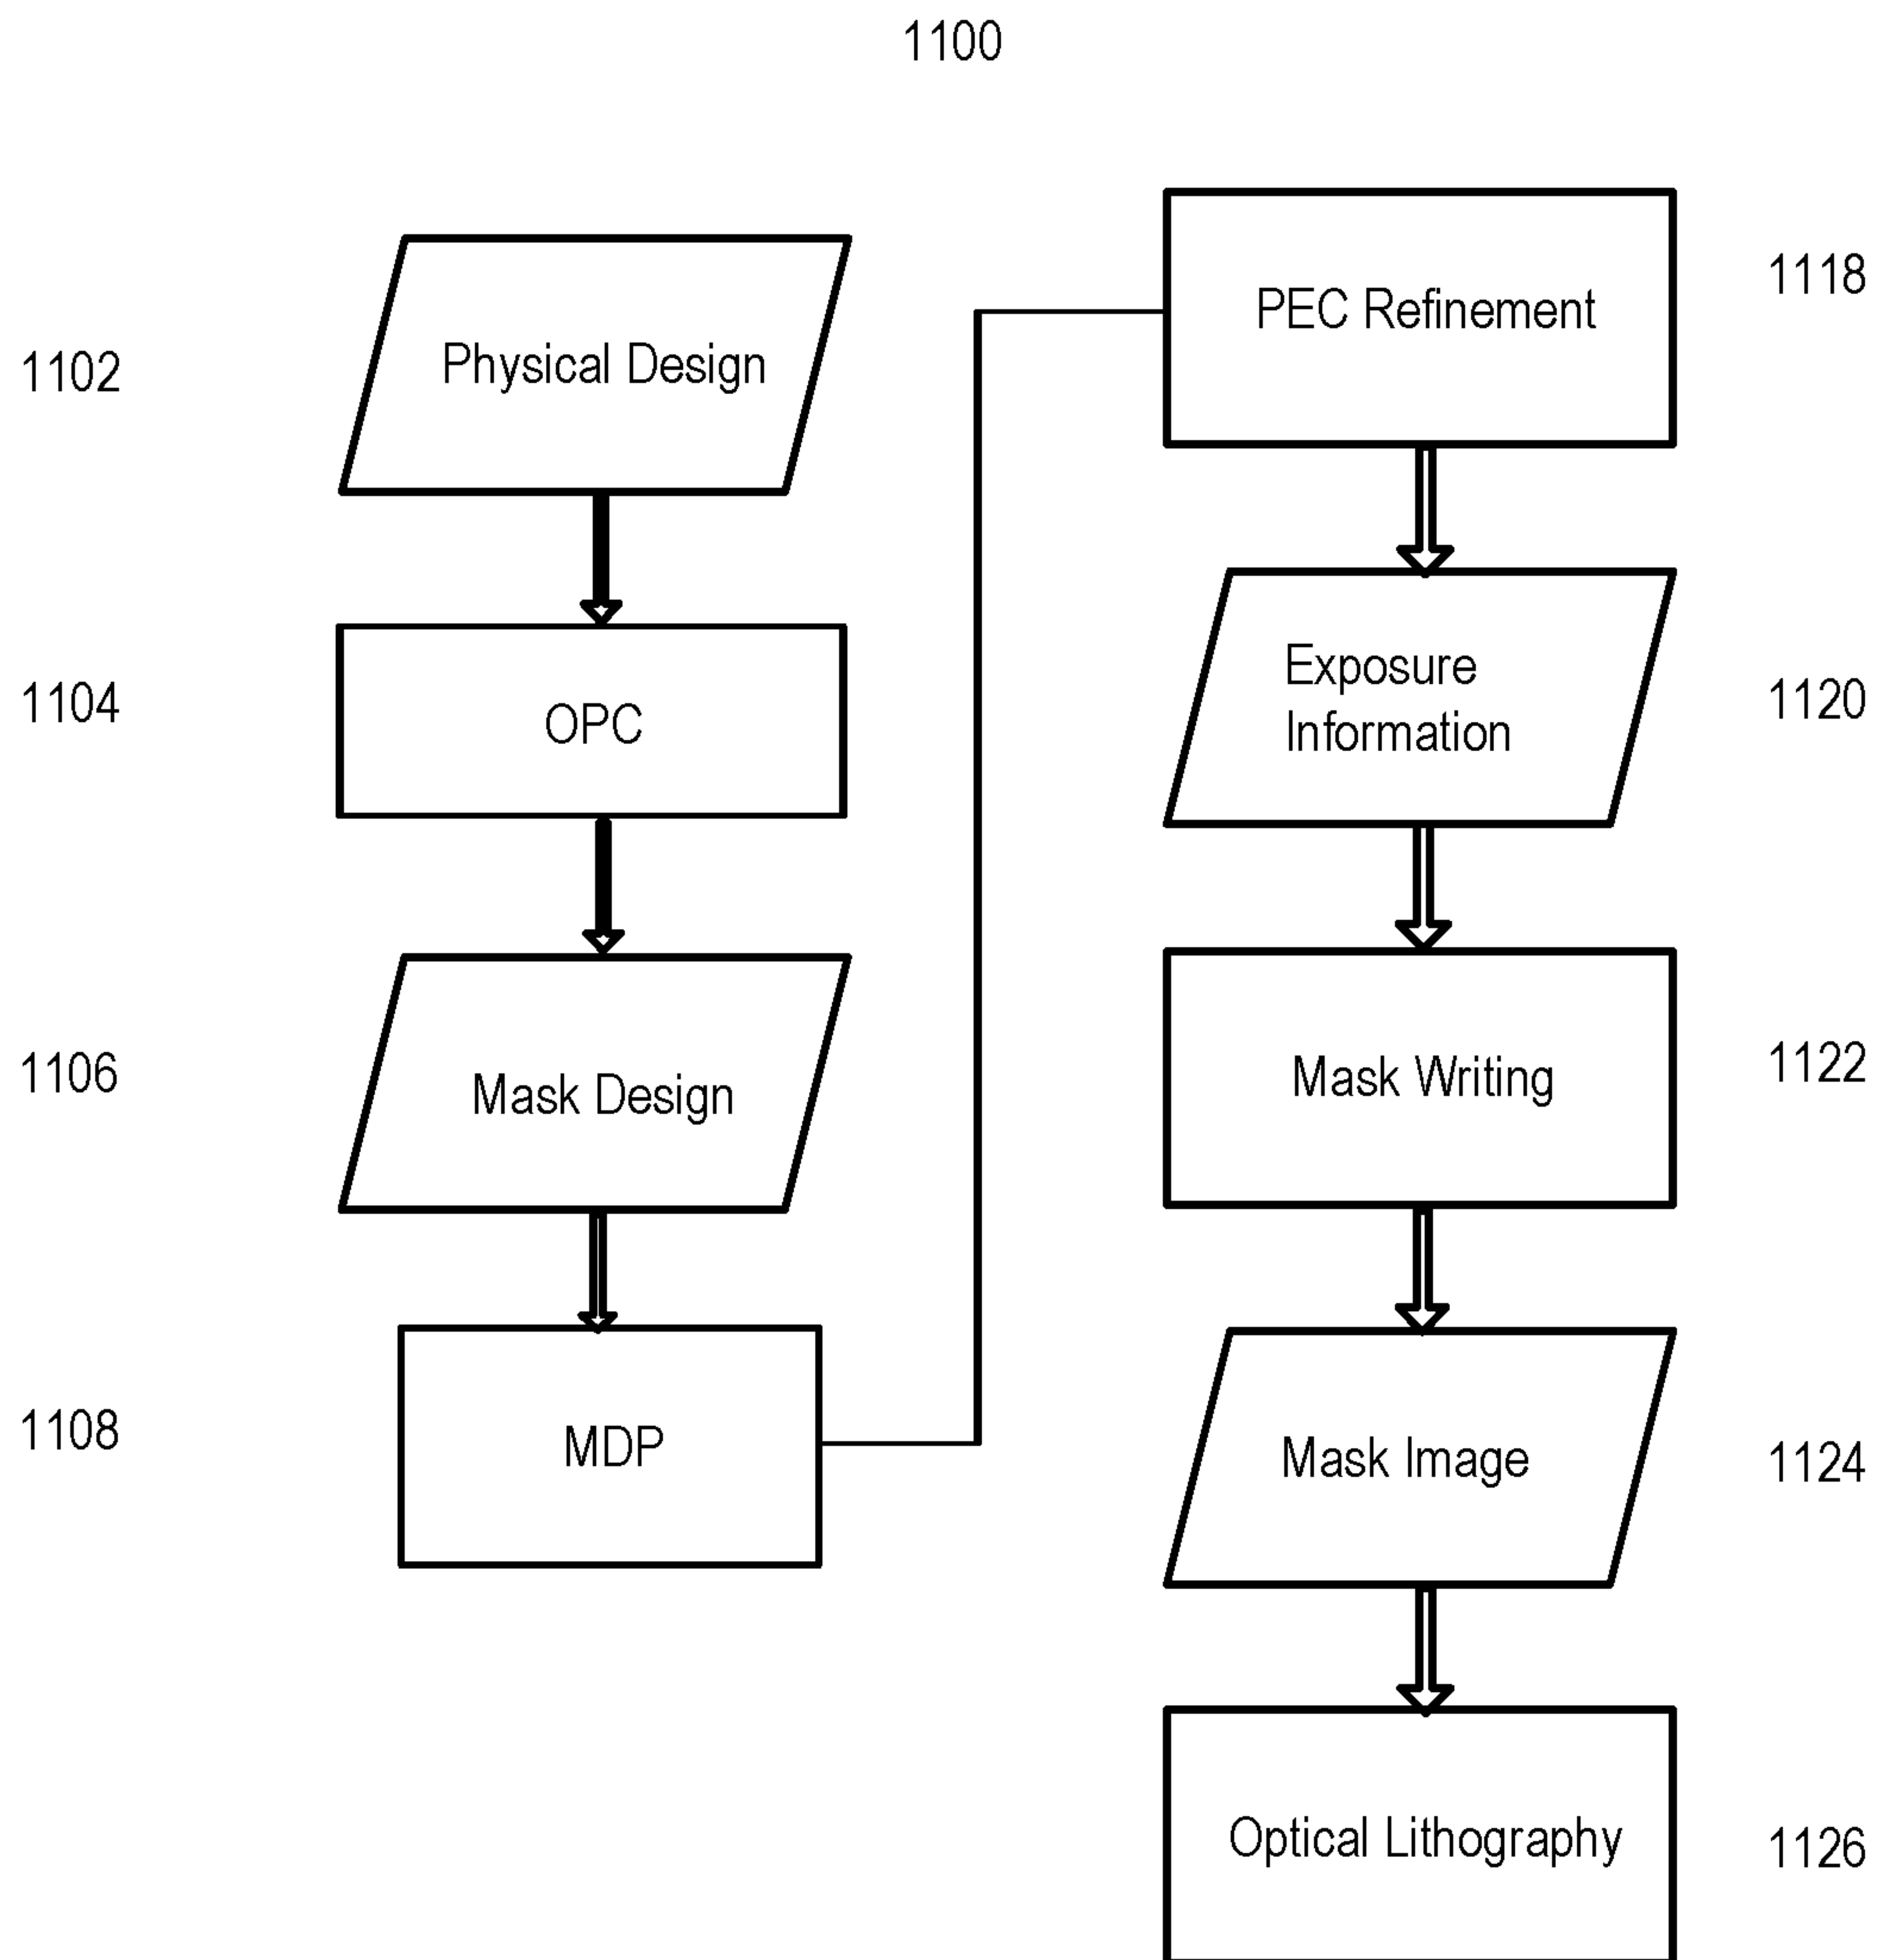 1100
1102
Physical Design
1104
OPC
1106
Mask Design
1108
MDP
PEC Refinement
1118
Exposure
Information
1120
Mask Writing
1122
Mask Image
1124
Optical Lithography
1126